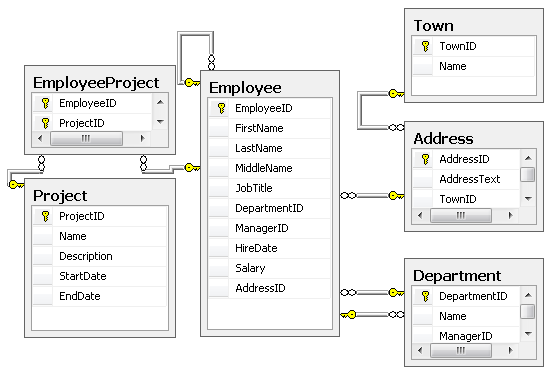 EmployeeProject
EmployeeID
ProjectID
Project
ProjectID
Name
Description
StartDate
EndDate
Employee
EmployeeID
FirstName
LastName
MiddleName
JobTitle
DepartmentID
ManagerID
HireDate
Salary
AddressID
Town
TownID
Name
Address
AddressID
AddressText
TownID
Department
DepartmentID
Name
ManagerID